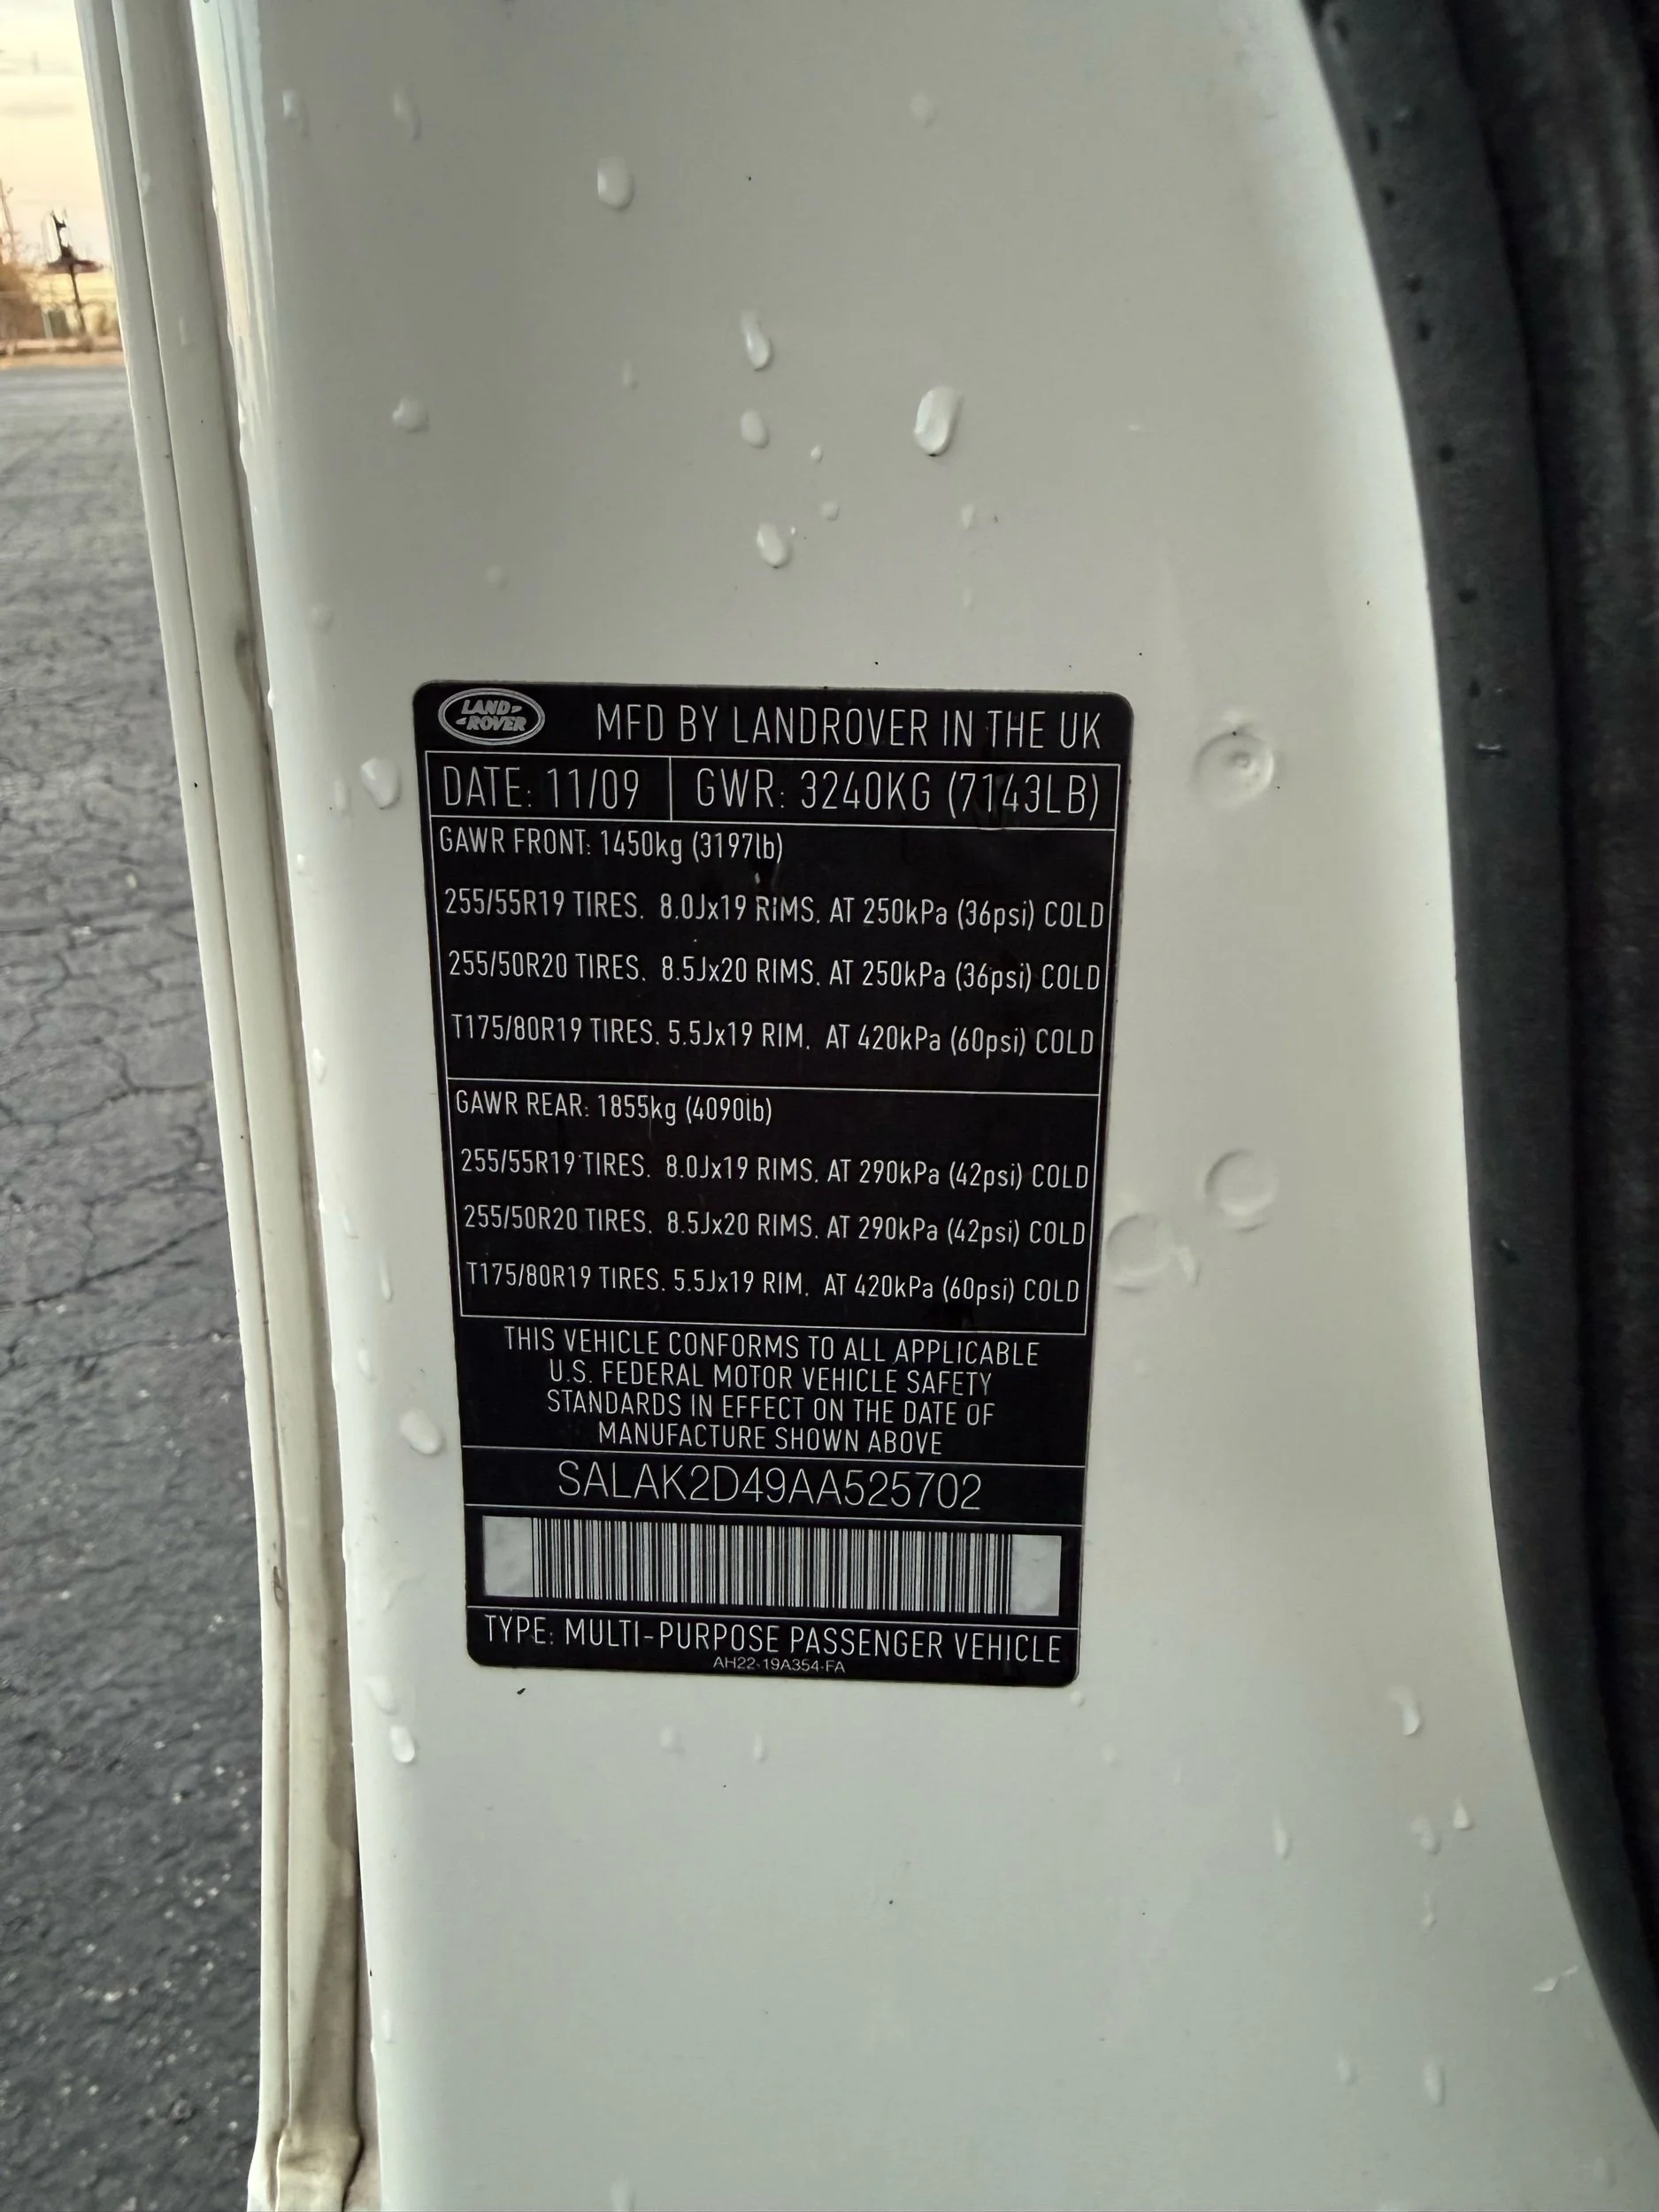 LAND ROVER
MFD BY LANDROVER IN THE UK
DATE: 11/09 GWR: 3240KG (7143LB)
GAWR FRONT: 1450kg (3197lb)
255/55R19 TIRES. 8.0Jx19 RIMS. AT 250kPa (36psi) COLD
255/50R20 TIRES. 8.5Jx20 RIMS. AT 250kPa (36psi) COLD
T175/80R19 TIRES. 5.5Jx19 RIM. AT 420kPa (60psi) COLD
GAWR REAR: 1855kg (4090lb)
255/55R19 TIRES. 8.0Jx19 RIMS. AT 290kPa (42psi) COLD
255/50R20 TIRES. 8.5Jx20 RIMS. AT 290kPa (42psi) COLD
T175/80R19 TIRES. 5.5Jx19 RIM. AT 420kPa (60psi) COLD
THIS VEHICLE CONFORMS TO ALL APPLICABLE
U.S. FEDERAL MOTOR VEHICLE SAFETY
STANDARDS IN EFFECT ON THE DATE OF
MANUFACTURE SHOWN ABOVE
SALAK2D49AA525702
TYPE: MULTI-PURPOSE PASSENGER VEHICLE
AH22-19A354-FA